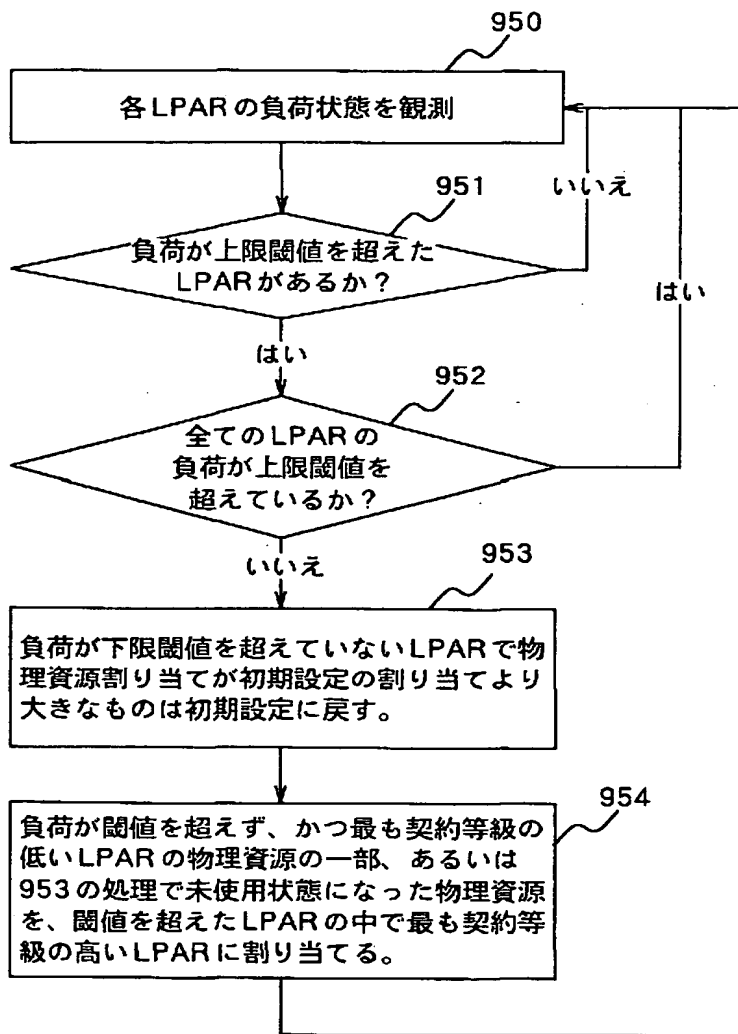 950
各LPARの負荷状態を観測
951
いいえ
負荷が上限閾値を超えた
LPARがあるか？
はい
はい
952
全てのLPARの
負荷が上限閾値を
超えているか？
いいえ
953
負荷が下限閾値を超えていないLPARで物
理資源割り当てが初期設定の割り当てより
大きなものは初期設定に戻す。
954
負荷が閾値を超えず、かつ最も契約等級の
低いLPARの物理資源の一部、あるいは
953の処理で未使用状態になった物理資源
を、閾値を超えたLPARの中で最も契約等
級の高いLPARに割り当てる。